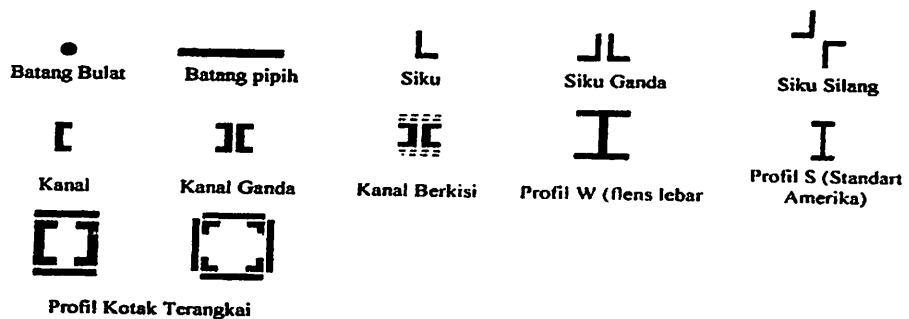 Batang Bulat
Batang pipih
Siku
Siku Ganda
Siku Silang
Kanal
Kanal Ganda
Kanal Berkisi
Profil W (flens lebar
Profil S (Standart
Amerika)
Profil Kotak Terangkai